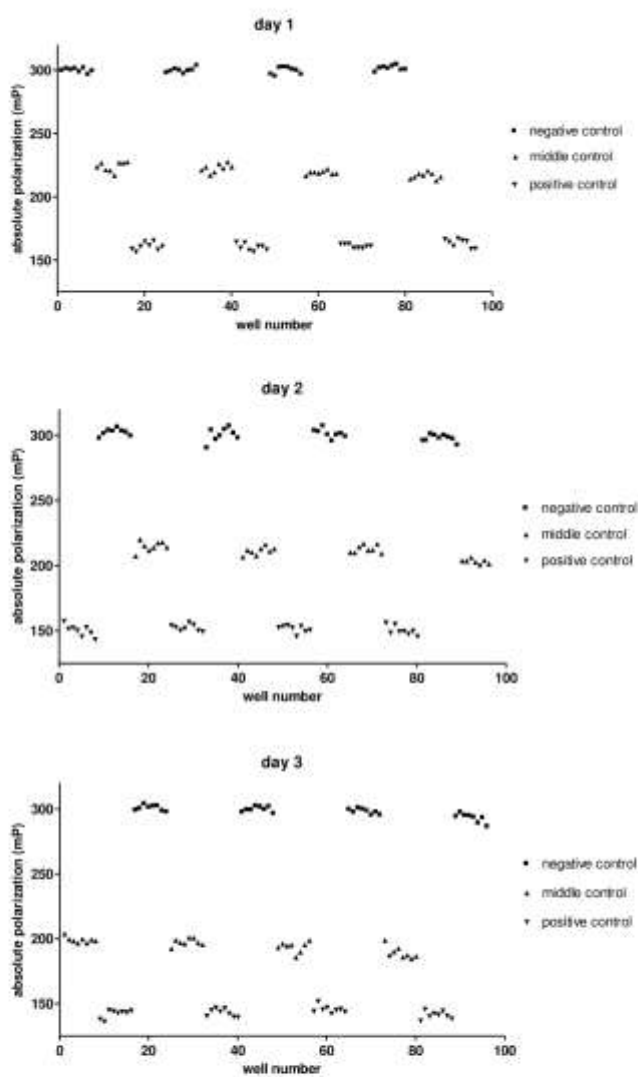 day 1
absolute polarization (mP)
300
250
200
150
0
20
40
60
80
100
well number
negative control
middle control
positive control
day 2
absolute polarization (mP)
300
250
200
150
0
20
40
60
80
100
well number
negative control
middle control
positive control
day 3
absolute polarization (mP)
300
250
200
150
0
20
40
60
80
100
well number
negative control
middle control
positive control